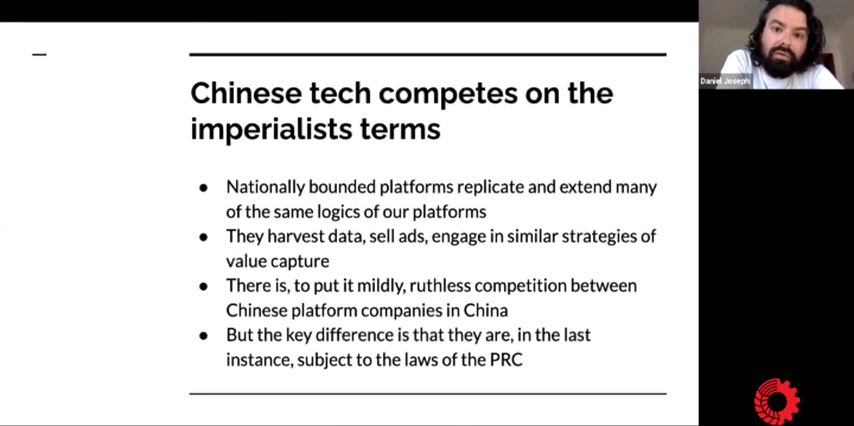 Chinese tech competes on the
imperialists terms
● Nationally bounded platforms replicate and extend many
of the same logics of our platforms
● They harvest data, sell ads, engage in similar strategies of
value capture
● There is, to put it mildly, ruthless competition between
Chinese platform companies in China
● But the key difference is that they are, in the last
instance, subject to the laws of the PRC
Daniel Joseph